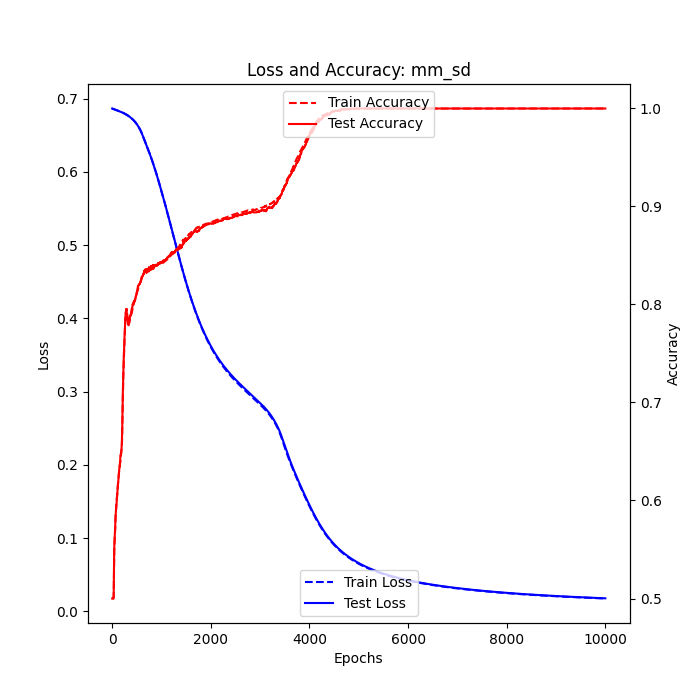 Loss and Accuracy: mm_sd
Train Accuracy
Test Accuracy
Train Loss
Test Loss
Loss
Accuracy
Epochs
0.7
0.6
0.5
0.4
0.3
0.2
0.1
0.0
1.0
0.9
0.8
0.7
0.6
0.5
0
2000
4000
6000
8000
10000